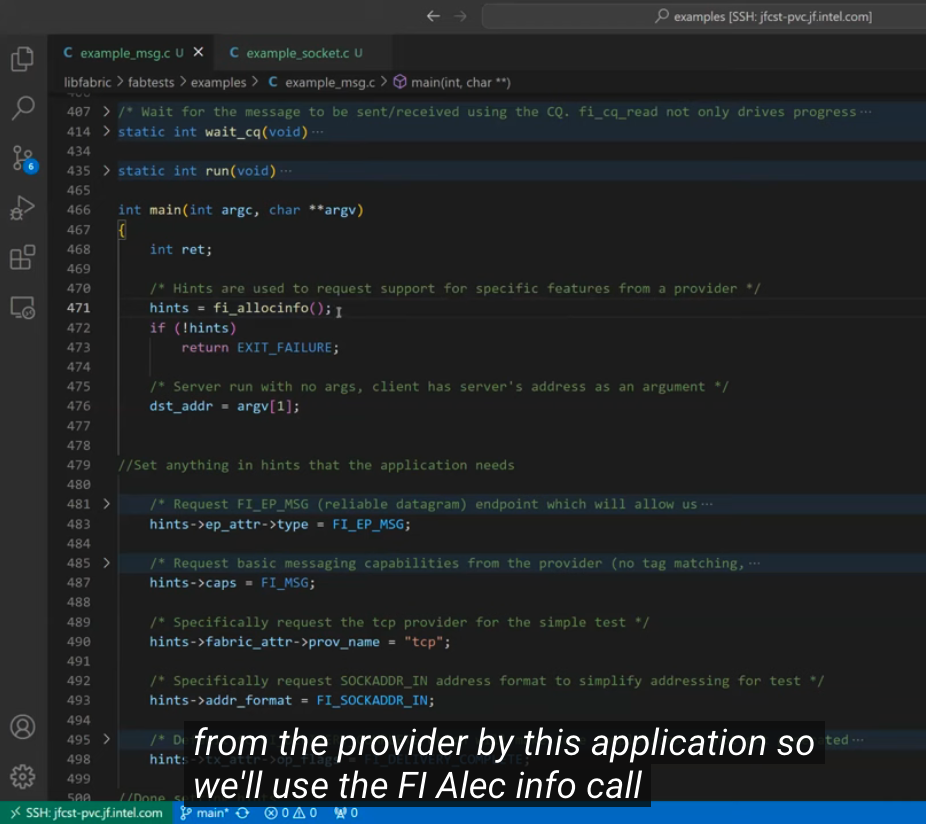 examples [SSH: jfcst-pvc.jf.intel.com]
C example_msg.c U
C example_socket.c U
libfabric > fabtests > examples > C example_msg.c > main(int, char **)
407 /* Wait for the message to be sent/received using the CQ. fi_cq_read not only drives progress…
414 static int wait_cq(void)…
434
435 static int run(void)…
465
466 int main(int argc, char **argv)
467 {
468 int ret;
469
470 /* Hints are used to request support for specific features from a provider */
471 hints = fi_allocinfo();
472 if (!hints)
473 return EXIT_FAILURE;
474
475 /* Server run with no args, client has server's address as an argument */
476 dst_addr = argv[1];
477
478
479 //Set anything in hints that the application needs
480
481 /* Request FI_EP_MSG (reliable datagram) endpoint which will allow us…
483 hints->ep_attr->type = FI_EP_MSG;
484
485 /* Request basic messaging capabilities from the provider (no tag matching,…
487 hints->caps = FI_MSG;
488
489 /* Specifically request the tcp provider for the simple test */
490 hints->fabric_attr->prov_name = "tcp";
491
492 /* Specifically request SOCKADDR_IN address format to simplify addressing for test */
493 hints->addr_format = FI_SOCKADDR_IN;
494
495
498
499
500
6
from the provider by this application so
we'll use the FI Alec info call
SSH: jfcst-pvc.jf.intel.com main* 0 0 0